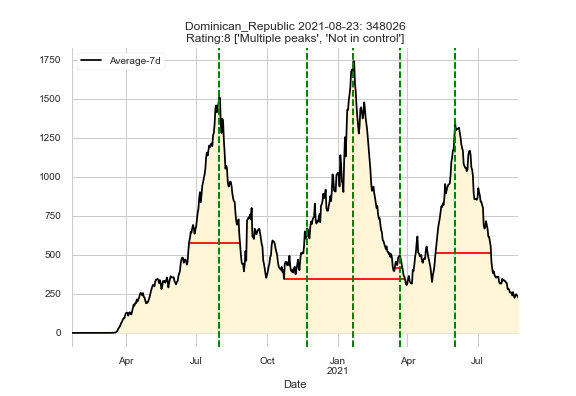 Dominican_Republic 2021-08-23: 348026
Rating:8 ['Multiple peaks', 'Not in control']
Average-7d
1750
1500
1250
1000
750
500
250
0
Apr Jul Oct Jan Apr Jul
2021
Date